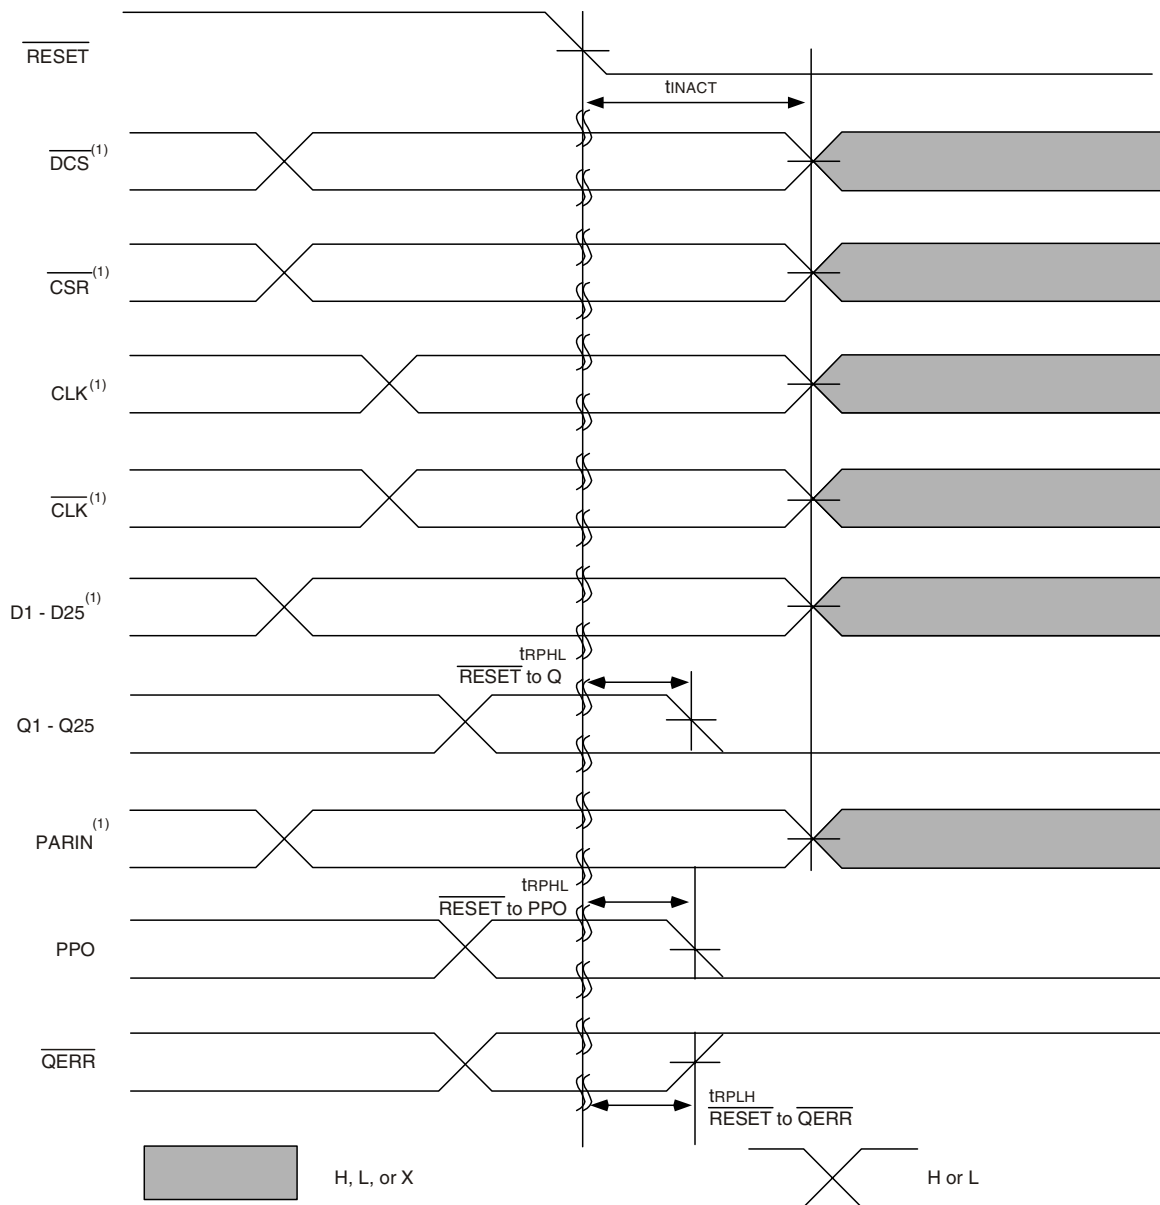 RESET
tINACT
DCS(1)
CSR(1)
CLK(1)
CLK(1)
D1 - D25(1)
tRPHL
RESET to Q
Q1 - Q25
PARIN(1)
tRPHL
RESET to PPO
PPO
QERR
tRPLH
RESET to QERR
H, L, or X
H or L